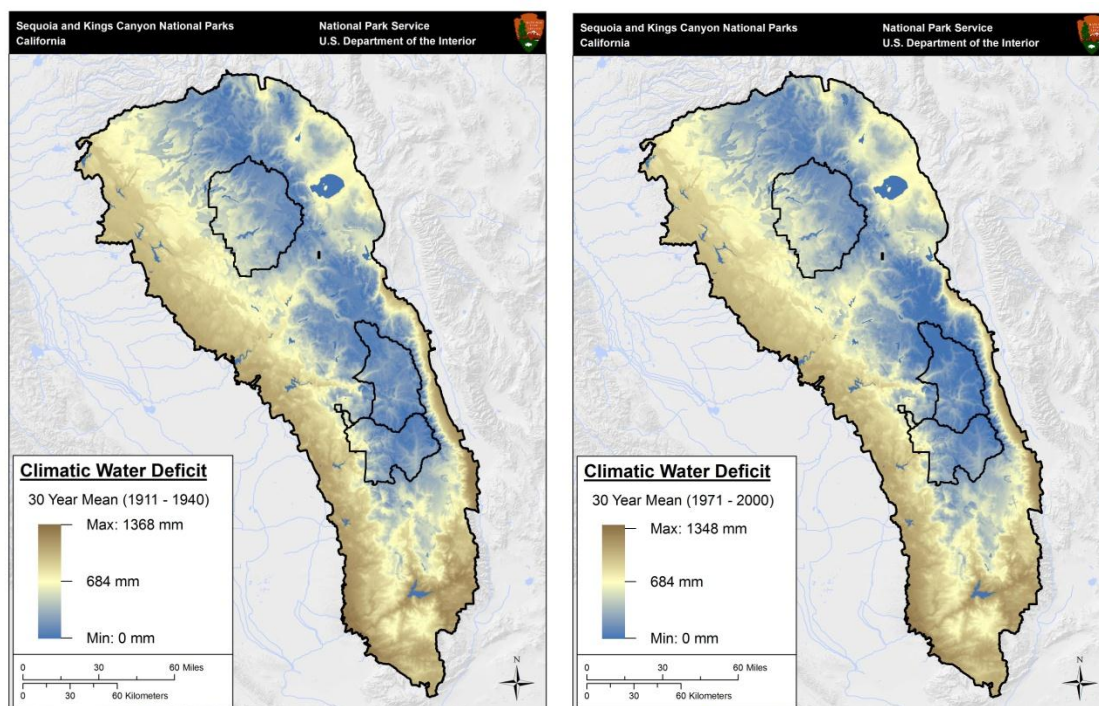 Sequoia and Kings Canyon National Parks
California
National Park Service
U.S. Department of the Interior
Climatic Water Deficit
30 Year Mean (1911 - 1940)
Max: 1368 mm
684 mm
Min: 0 mm
0 30 60 Miles
0 30 60 Kilometers
N
Sequoia and Kings Canyon National Parks
California
National Park Service
U.S. Department of the Interior
Climatic Water Deficit
30 Year Mean (1971 - 2000)
Max: 1348 mm
684 mm
Min: 0 mm
0 30 60 Miles
0 30 60 Kilometers
N